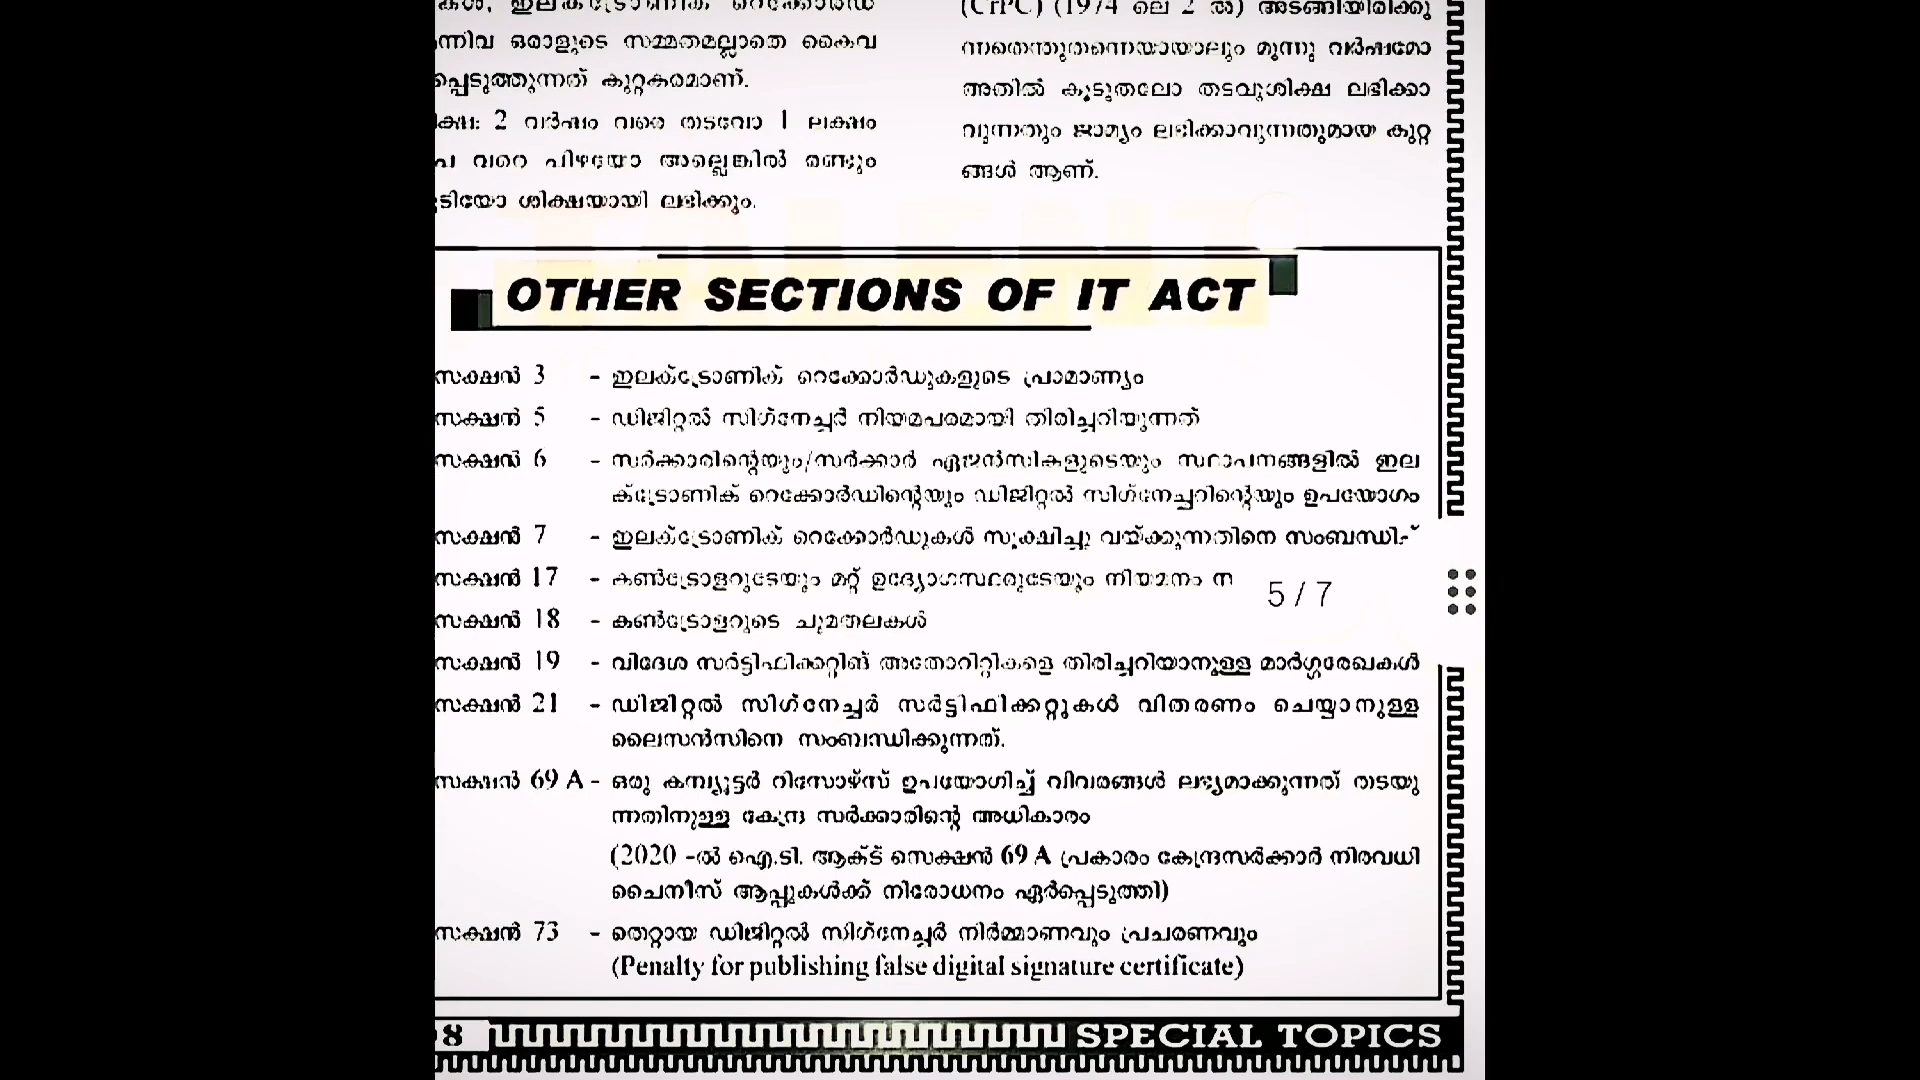 കൾ, ഇലക്ട്രോണിക് റെക്കോർഡ്
ന്നിവ ഒരാളുടെ സമ്മതമല്ലാതെ കൈവ
പ്പെടുത്തുന്നത് കുറ്റകരമാണ്.
ക്ഷ: 2 വർഷം വരെ തടവോ 1 ലക്ഷം
പ വറെ പിഴയോ അല്ലെങ്കിൽ രണ്ടും
ടിയോ ശിക്ഷയായി ലഭിക്കും.
(CrPC) (1974 ലെ 2 ൽ) അടങ്ങിയിരിക്കു
ന്നതെന്തുതന്നെയായാലും മൂന്നു വർഷമോ
അതിൽ കൂടുതലോ തടവുശിക്ഷ ലഭിക്കാ
വുന്നതും ജാമ്യം ലഭിക്കാവുന്നതുമായ കുറ്റ
ങ്ങൾ ആണ്.
OTHER SECTIONS OF IT ACT
സക്ഷൻ 3 - ഇലക്ട്രോണിക് റെക്കോർഡുകളുടെ പ്രാമാണ്യം
സക്ഷൻ 5 - ഡിജിറ്റൽ സിഗ്നേച്ചർ നിയമപരമായി തിരിച്ചറിയുന്നത്
സക്ഷൻ 6 - സർക്കാരിന്റെയും/സർക്കാർ ഏജൻസികളുടെയും സ്ഥാപനങ്ങളിൽ ഇല
ക്ട്രോണിക് റെക്കോർഡിന്റെയും ഡിജിറ്റൽ സിഗ്നേച്ചറിന്റെയും ഉപയോഗം
സക്ഷൻ 7 - ഇലക്ട്രോണിക് റെക്കോർഡുകൾ സൂക്ഷിച്ചു വയ്ക്കുന്നതിനെ സംബന്ധി
സക്ഷൻ 17 - കൺട്രോളറുടേയും മറ്റ് ഉദ്യോഗസ്ഥരുടേയും നിയമനം ന
5 / 7
സക്ഷൻ 18 - കൺട്രോളറുടെ ചുമതലകൾ
സക്ഷൻ 19 - വിദേശ സർട്ടിഫിക്കറ്റിങ് അതോറിറ്റികളെ തിരിച്ചറിയാനുള്ള മാർഗ്ഗരേഖകൾ
സക്ഷൻ 21 - ഡിജിറ്റൽ സിഗ്നേച്ചർ സർട്ടിഫിക്കറ്റുകൾ വിതരണം ചെയ്യാനുള്ള
ലൈസൻസിനെ സംബന്ധിക്കുന്നത്.
സക്ഷൻ 69 A - ഒരു കമ്പ്യൂട്ടർ റിസോഴ്സ് ഉപയോഗിച്ച് വിവരങ്ങൾ ലഭ്യമാക്കുന്നത് തടയു
ന്നതിനുള്ള കേന്ദ്ര സർക്കാരിന്റെ അധികാരം
(2020 -ൽ ഐ.ടി. ആക്ട് സെക്ഷൻ 69 A പ്രകാരം കേന്ദ്രസർക്കാർ നിരവധി
ചൈനീസ് ആപ്പുകൾക്ക് നിരോധനം ഏർപ്പെടുത്തി)
സക്ഷൻ 73 - തെറ്റായ ഡിജിറ്റൽ സിഗ്നേച്ചർ നിർമ്മാണവും പ്രചരണവും
(Penalty for publishing false digital signature certificate)
8 SPECIAL TOPICS